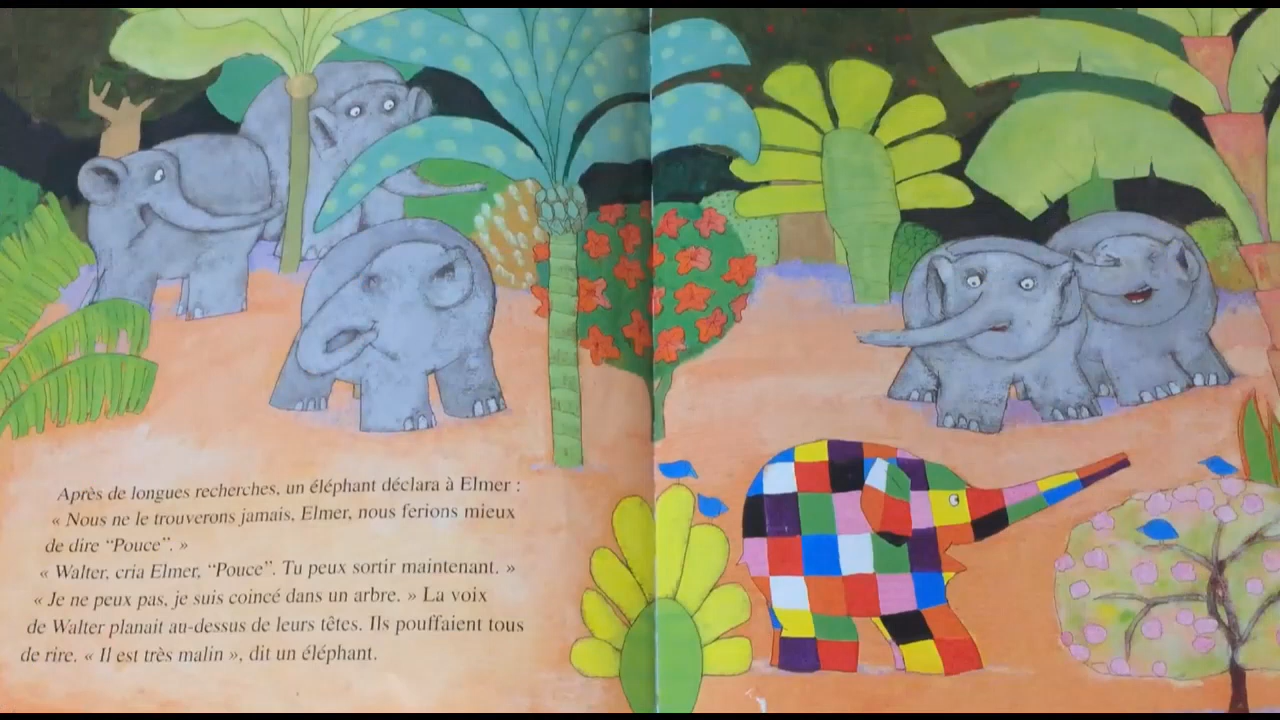 Après de longues recherches, un éléphant déclara à Elmer :
« Nous ne le trouverons jamais, Elmer, nous ferions mieux
de dire “Pouce”. »
« Walter, cria Elmer, “Pouce”. Tu peux sortir maintenant. »
« Je ne peux pas, je suis coincé dans un arbre. » La voix
de Walter planait au-dessus de leurs têtes. Ils pouffaient tous
de rire. « Il est très malin », dit un éléphant.